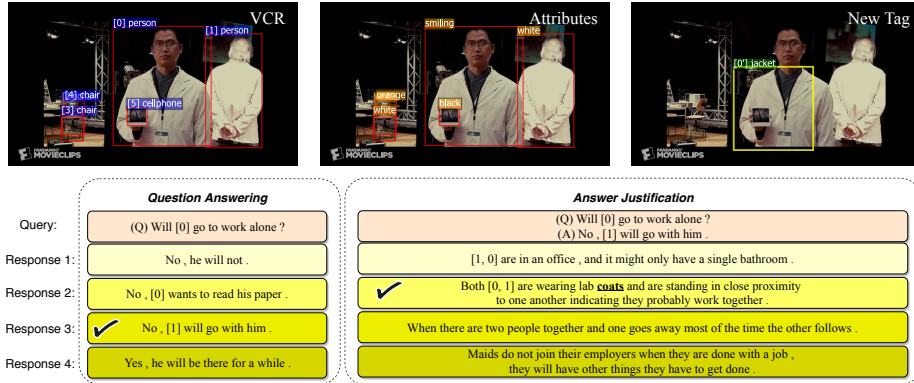 VCR
[0] person
[1] person
[4] chair
[3] chair
[5] cellphone
FANDANGO
MOVIECLIPS
Attributes
smiling
white
orange
white
black
FANDANGO
MOVIECLIPS
New Tag
[0'] jacket
FANDANGO
MOVIECLIPS
Question Answering
Answer Justification
Query:
(Q) Will [0] go to work alone ?
(Q) Will [0] go to work alone ?
(A) No , [1] will go with him .
Response 1:
No , he will not .
[1, 0] are in an office , and it might only have a single bathroom .
Response 2:
No , [0] wants to read his paper .
Both [0, 1] are wearing lab coats and are standing in close proximity
to one another indicating they probably work together .
Response 3:
No , [1] will go with him .
When there are two people together and one goes away most of the time the other follows .
Response 4:
Yes , he will be there for a while .
Maids do not join their employers when they are done with a job ,
they will have other things they have to get done .